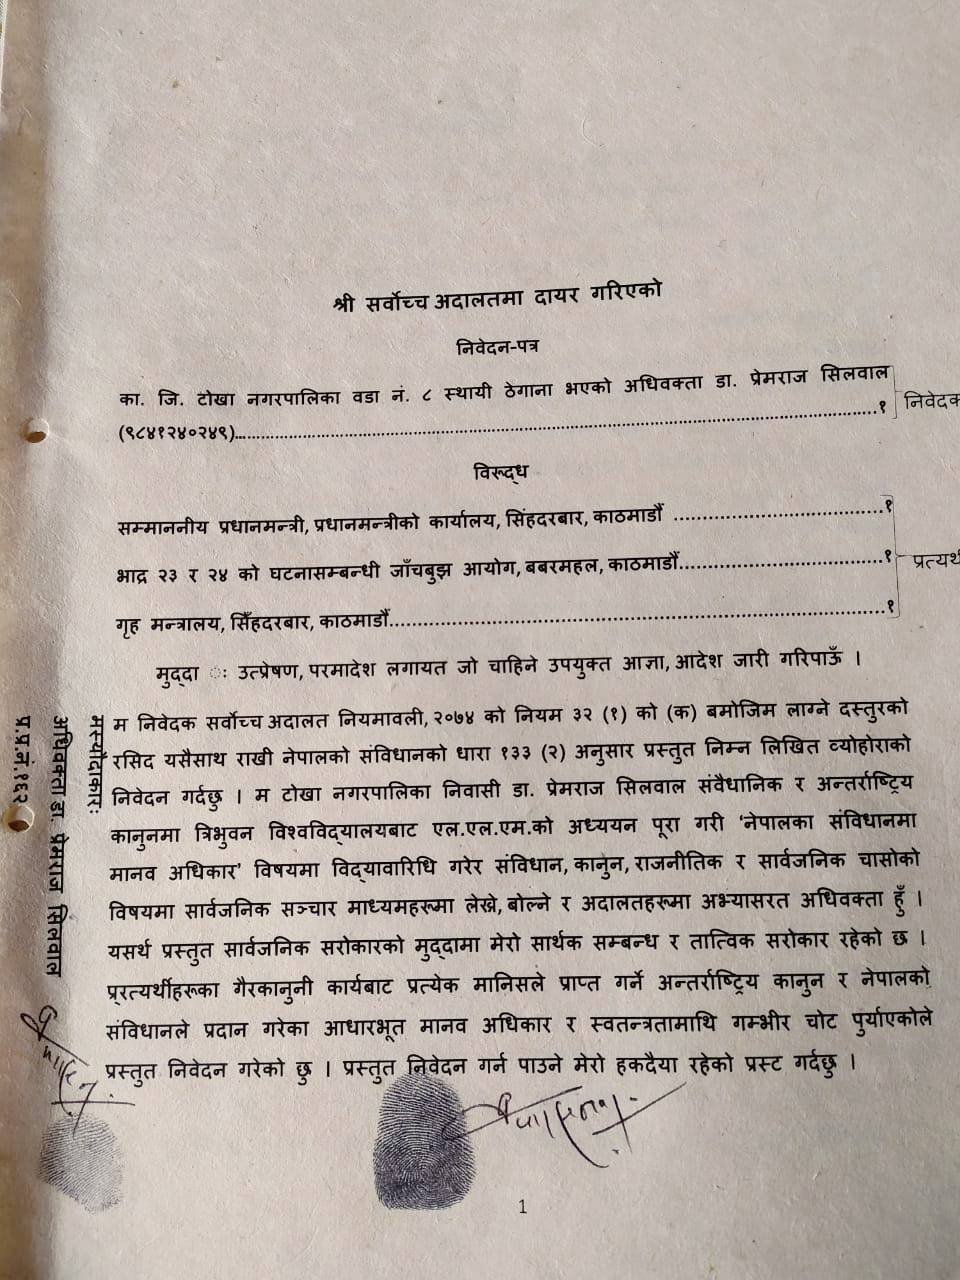 श्री सर्वोच्च अदालतमा दायर गरिएको
निवेदन-पत्र
का. जि. टोखा नगरपालिका वडा नं. ८ स्थायी ठेगाना भएको अधिवक्ता डा. प्रेमराज सिलवाल
(९८४१२४०२४९)...१
निवेदक
विरूद्ध
सम्माननीय प्रधानमन्त्री, प्रधानमन्त्रीको कार्यालय, सिंहदरबार, काठमाडौं ...१
भाद्र २३ र २४ को घटनासम्बन्धी जाँचबुझ आयोग, बबरमहल, काठमाडौं...१
प्रत्यर्थ
गृह मन्त्रालय, सिँहदरबार, काठमाडौँ...१
मुद्दा ः उत्प्रेषण, परमादेश लगायत जो चाहिने उपयुक्त आज्ञा, आदेश जारी गरिपाऊँ ।
म निवेदक सर्वोच्च अदालत नियमावली, २०७४ को नियम ३२ (१) को (क) बमोजिम लाग्ने दस्तुरको
रसिद यसैसाथ राखी नेपालको संविधानको धारा १३३ (२) अनुसार प्रस्तुत निम्न लिखित व्योहोराको
निवेदन गर्दछु । म टोखा नगरपालिका निवासी डा. प्रेमराज सिलवाल संवैधानिक र अन्तर्राष्ट्रिय
कानुनमा त्रिभुवन विश्वविद्यालयबाट एल.एल.एम.को अध्ययन पूरा गरी 'नेपालका संविधानमा
मानव अधिकार' विषयमा विद्यावारिधि गरेर संविधान, कानुन, राजनीतिक र सार्वजनिक चासोको
विषयमा सार्वजनिक सञ्चार माध्यमहरूमा लेख्ने, बोल्ने र अदालतहरूमा अभ्यासरत अधिवक्ता हुँ ।
यसर्थ प्रस्तुत सार्वजनिक सरोकारको मुद्दामा मेरो सार्थक सम्बन्ध र तात्विक सरोकार रहेको छ ।
प्र्रत्यर्थीहरूका गैरकानुनी कार्यबाट प्रत्येक मानिसले प्राप्त गर्ने अन्तर्राष्ट्रिय कानुन र नेपालको
संविधानले प्रदान गरेका आधारभूत मानव अधिकार र स्वतन्त्रतामाथि गम्भीर चोट पुर्याएकोले
प्रस्तुत निवेदन गरेको छु । प्रस्तुत निवेदन गर्न पाउने मेरो हकदैया रहेको प्रस्ट गर्दछु ।
मस्यौदाकारः
अधिवक्ता डा. प्रेमराज सिलवाल
प्र.प्र.नं.१६२
1